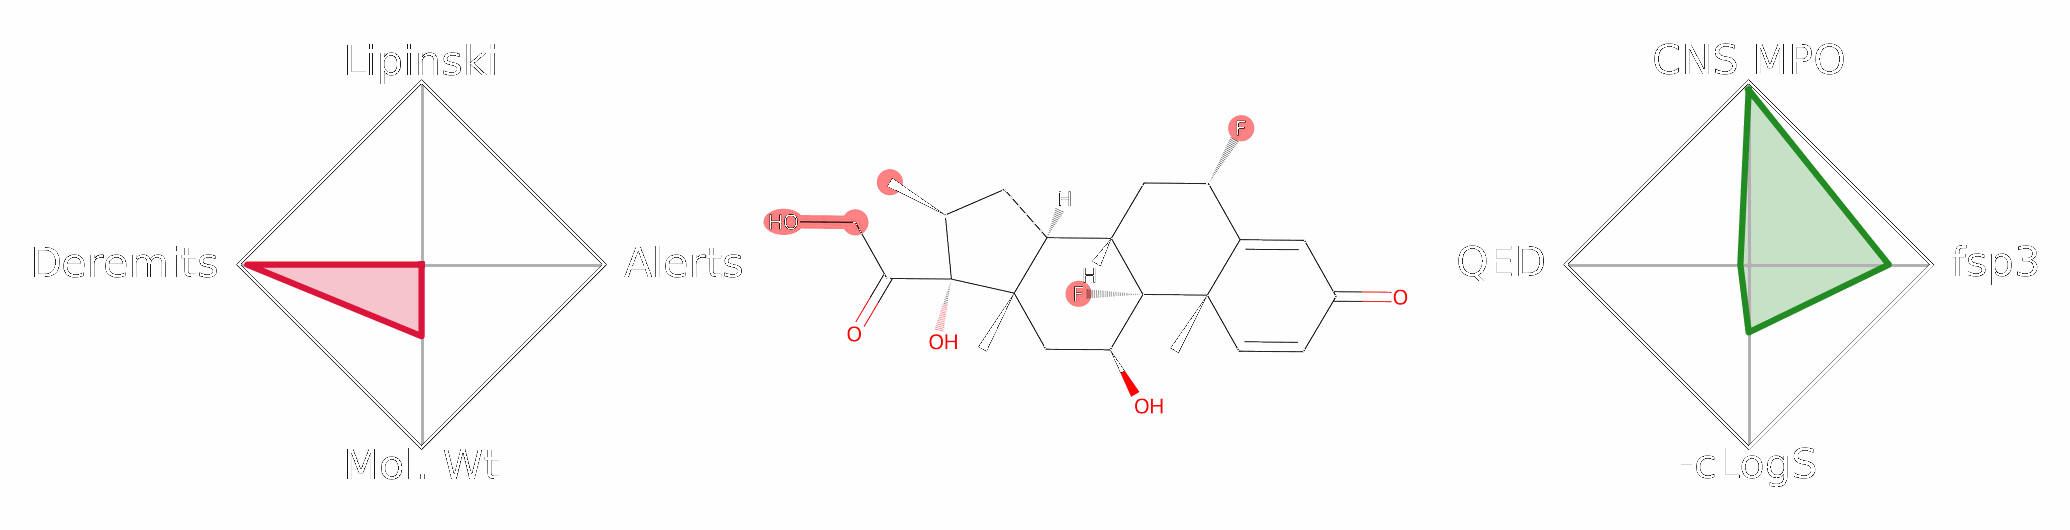 Lipinski
CNS MPO
F
H
HO
Deremits
Alerts
QED
fsp3
H
F
O
O
OH
OH
Mol. Wt
-cLogS